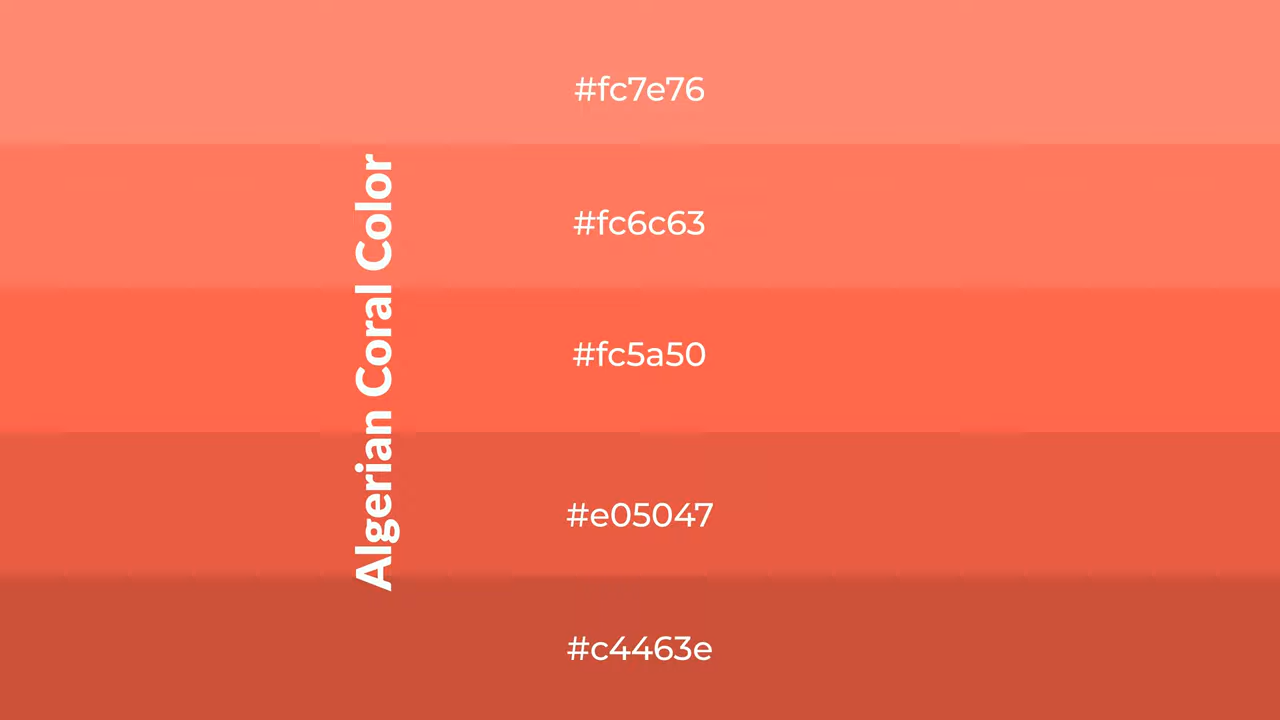 Algerian Coral Color
#fc7e76
#fc6c63
#fc5a50
#e05047
#c4463e